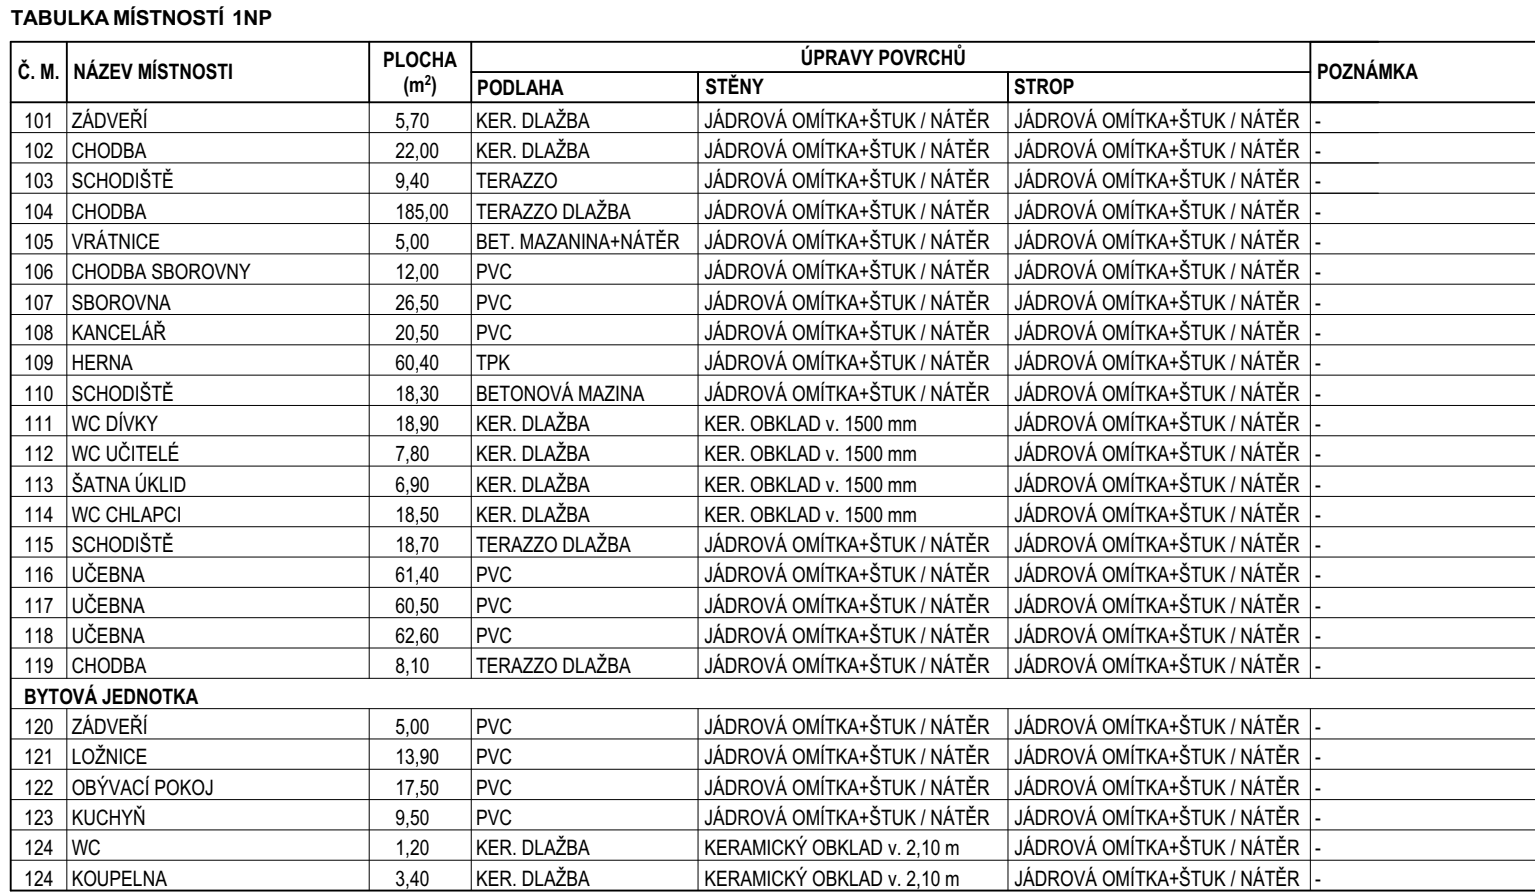 TABULKA MÍSTNOSTÍ 1NP
Č. M. NÁZEV MÍSTNOSTI PLOCHA (m²) ÚPRAVY POVRCHŮ POZNÁMKA
PODLAHA STĚNY STROP
101 ZÁDVEŘÍ 5,70 KER. DLAŽBA JÁDROVÁ OMÍTKA+ŠTUK / NÁTĚR JÁDROVÁ OMÍTKA+ŠTUK / NÁTĚR -
102 CHODBA 22,00 KER. DLAŽBA JÁDROVÁ OMÍTKA+ŠTUK / NÁTĚR JÁDROVÁ OMÍTKA+ŠTUK / NÁTĚR -
103 SCHODIŠTĚ 9,40 TERAZZO JÁDROVÁ OMÍTKA+ŠTUK / NÁTĚR JÁDROVÁ OMÍTKA+ŠTUK / NÁTĚR -
104 CHODBA 185,00 TERAZZO DLAŽBA JÁDROVÁ OMÍTKA+ŠTUK / NÁTĚR JÁDROVÁ OMÍTKA+ŠTUK / NÁTĚR -
105 VRÁTNICE 5,00 BET. MAZANINA+NÁTĚR JÁDROVÁ OMÍTKA+ŠTUK / NÁTĚR JÁDROVÁ OMÍTKA+ŠTUK / NÁTĚR -
106 CHODBA SBOROVNY 12,00 PVC JÁDROVÁ OMÍTKA+ŠTUK / NÁTĚR JÁDROVÁ OMÍTKA+ŠTUK / NÁTĚR -
107 SBOROVNA 26,50 PVC JÁDROVÁ OMÍTKA+ŠTUK / NÁTĚR JÁDROVÁ OMÍTKA+ŠTUK / NÁTĚR -
108 KANCELÁŘ 20,50 PVC JÁDROVÁ OMÍTKA+ŠTUK / NÁTĚR JÁDROVÁ OMÍTKA+ŠTUK / NÁTĚR -
109 HERNA 60,40 TPK JÁDROVÁ OMÍTKA+ŠTUK / NÁTĚR JÁDROVÁ OMÍTKA+ŠTUK / NÁTĚR -
110 SCHODIŠTĚ 18,30 BETONOVÁ MAZINA JÁDROVÁ OMÍTKA+ŠTUK / NÁTĚR JÁDROVÁ OMÍTKA+ŠTUK / NÁTĚR -
111 WC DÍVKY 18,90 KER. DLAŽBA KER. OBKLAD v. 1500 mm JÁDROVÁ OMÍTKA+ŠTUK / NÁTĚR -
112 WC UČITELÉ 7,80 KER. DLAŽBA KER. OBKLAD v. 1500 mm JÁDROVÁ OMÍTKA+ŠTUK / NÁTĚR -
113 ŠATNA ÚKLID 6,90 KER. DLAŽBA KER. OBKLAD v. 1500 mm JÁDROVÁ OMÍTKA+ŠTUK / NÁTĚR -
114 WC CHLAPCI 18,50 KER. DLAŽBA KER. OBKLAD v. 1500 mm JÁDROVÁ OMÍTKA+ŠTUK / NÁTĚR -
115 SCHODIŠTĚ 18,70 TERAZZO DLAŽBA JÁDROVÁ OMÍTKA+ŠTUK / NÁTĚR JÁDROVÁ OMÍTKA+ŠTUK / NÁTĚR -
116 UČEBNA 61,40 PVC JÁDROVÁ OMÍTKA+ŠTUK / NÁTĚR JÁDROVÁ OMÍTKA+ŠTUK / NÁTĚR -
117 UČEBNA 60,50 PVC JÁDROVÁ OMÍTKA+ŠTUK / NÁTĚR JÁDROVÁ OMÍTKA+ŠTUK / NÁTĚR -
118 UČEBNA 62,60 PVC JÁDROVÁ OMÍTKA+ŠTUK / NÁTĚR JÁDROVÁ OMÍTKA+ŠTUK / NÁTĚR -
119 CHODBA 8,10 TERAZZO DLAŽBA JÁDROVÁ OMÍTKA+ŠTUK / NÁTĚR JÁDROVÁ OMÍTKA+ŠTUK / NÁTĚR -
BYTOVÁ JEDNOTKA
120 ZÁDVEŘÍ 5,00 PVC JÁDROVÁ OMÍTKA+ŠTUK / NÁTĚR JÁDROVÁ OMÍTKA+ŠTUK / NÁTĚR -
121 LOŽNICE 13,90 PVC JÁDROVÁ OMÍTKA+ŠTUK / NÁTĚR JÁDROVÁ OMÍTKA+ŠTUK / NÁTĚR -
122 OBÝVACÍ POKOJ 17,50 PVC JÁDROVÁ OMÍTKA+ŠTUK / NÁTĚR JÁDROVÁ OMÍTKA+ŠTUK / NÁTĚR -
123 KUCHYŇ 9,50 PVC JÁDROVÁ OMÍTKA+ŠTUK / NÁTĚR JÁDROVÁ OMÍTKA+ŠTUK / NÁTĚR -
124 WC 1,20 KER. DLAŽBA KERAMICKÝ OBKLAD v. 2,10 m JÁDROVÁ OMÍTKA+ŠTUK / NÁTĚR -
124 KOUPELNA 3,40 KER. DLAŽBA KERAMICKÝ OBKLAD v. 2,10 m JÁDROVÁ OMÍTKA+ŠTUK / NÁTĚR -